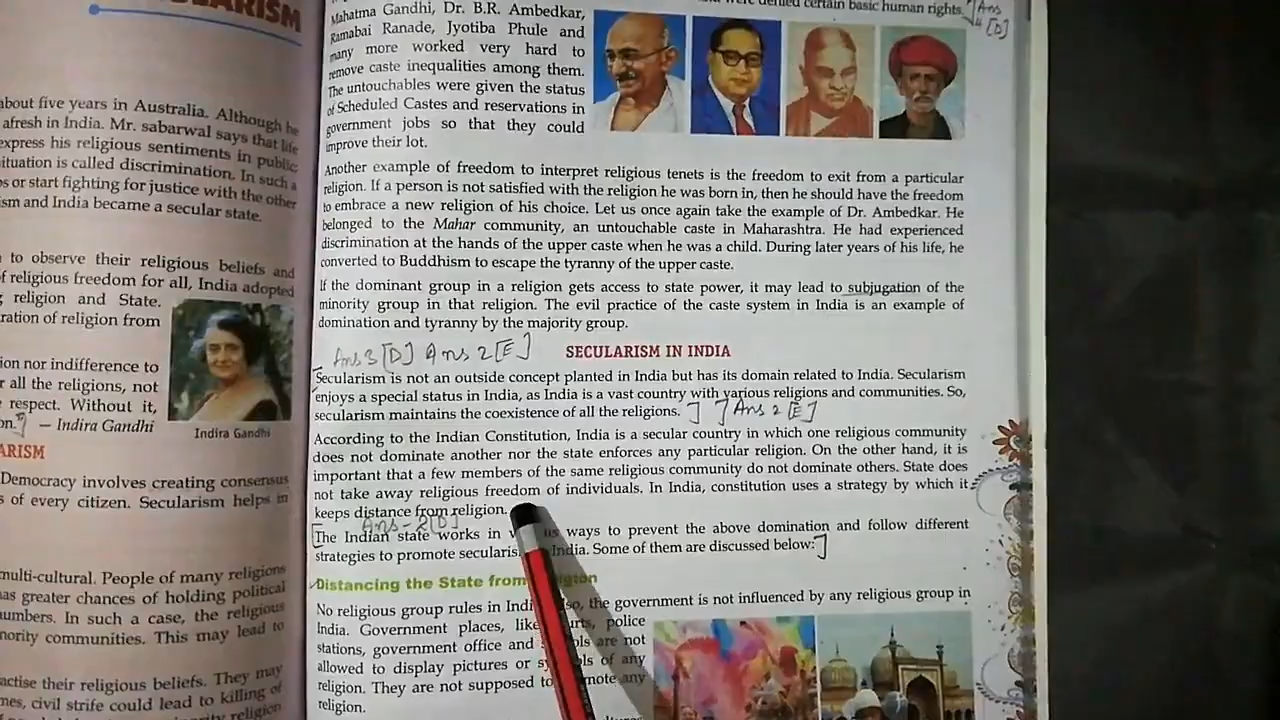 ULARISM
about five years in Australia. Although he
afresh in India. Mr. sabarwal says that life
express his religious sentiments in public
ituation is called discrimination. In such a
s or start fighting for justice with the other
ism and India became a secular state.
to observe their religious beliefs and
f religious freedom for all, India adopted
religion and State.
ration of religion from
ion nor indifference to
r all the religions, not
respect. Without it,
on." — Indira Gandhi
Indira Gandhi
ARISM
Democracy involves creating consensus
s of every citizen. Secularism helps in
multi-cultural. People of many religions
as greater chances of holding political
numbers. In such a case, the religious
nority communities. This may lead to
actise their religious beliefs. They may
mes, civil strife could lead to killing of
religion
were denied certain basic human rights. Ans
4 [D]
Mahatma Gandhi, Dr. B.R. Ambedkar,
Ramabai Ranade, Jyotiba Phule and
many more worked very hard to
remove caste inequalities among them.
The untouchables were given the status
of Scheduled Castes and reservations in
government jobs so that they could
improve their lot.
Another example of freedom to interpret religious tenets is the freedom to exit from a particular
religion. If a person is not satisfied with the religion he was born in, then he should have the freedom
to embrace a new religion of his choice. Let us once again take the example of Dr. Ambedkar. He
belonged to the Mahar community, an untouchable caste in Maharashtra. He had experienced
discrimination at the hands of the upper caste when he was a child. During later years of his life, he
converted to Buddhism to escape the tyranny of the upper caste.
If the dominant group in a religion gets access to state power, it may lead to subjugation of the
minority group in that religion. The evil practice of the caste system in India is an example of
domination and tyranny by the majority group.
Ans 3 [D] Ans 2 [E] SECULARISM IN INDIA
Secularism is not an outside concept planted in India but has its domain related to India. Secularism
enjoys a special status in India, as India is a vast country with various religions and communities. So,
secularism maintains the coexistence of all the religions. ] ] Ans 2 [E]
According to the Indian Constitution, India is a secular country in which one religious community
does not dominate another nor the state enforces any particular religion. On the other hand, it is
important that a few members of the same religious community do not dominate others. State does
not take away religious freedom of individuals. In India, constitution uses a strategy by which it
keeps distance from religion.
Ans - 2 [D]
[The Indian state works in ways to prevent the above domination and follow different
strategies to promote India. Some of them are discussed below:]
Distancing the State from
No religious group rules in the government is not influenced by any religious group in
India. Government places, police
stations, government office and are not
allowed to display pictures or of any
religion. They are not supposed to any
religion.